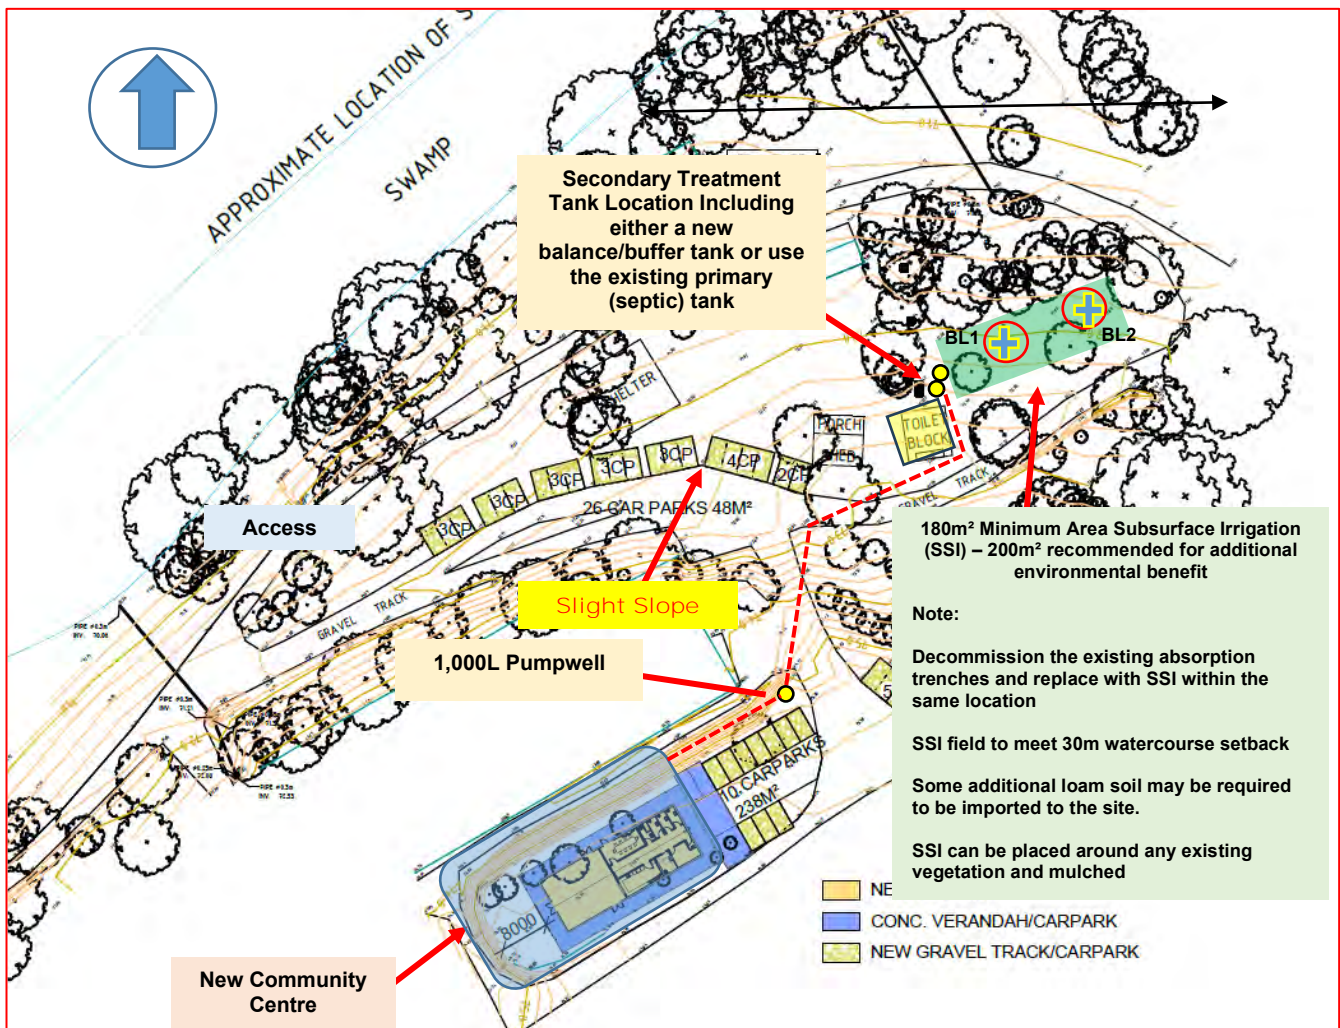 APPROXIMATE LOCATION OF S
SWAMP
Secondary Treatment
Tank Location Including
either a new
balance/buffer tank or use
the existing primary
(septic) tank
BL1
BL2
SHELTER
PORCH
SHED
TOILET
BLOCK
3CP
3CP
3CP
3CP
3CP
4CP
2CP
26 CAR PARKS 48M²
GRAVEL TRACK
Access
Slight Slope
GRAVEL TRACK
1,000L Pumpwell
180m² Minimum Area Subsurface Irrigation
(SSI) – 200m² recommended for additional
environmental benefit
Note:
Decommission the existing absorption
trenches and replace with SSI within the
same location
SSI field to meet 30m watercourse setback
Some additional loam soil may be required
to be imported to the site.
SSI can be placed around any existing
vegetation and mulched
5
10 CARPARKS
238M²
8000
NE
CONC. VERANDAH/CARPARK
NEW GRAVEL TRACK/CARPARK
New Community
Centre